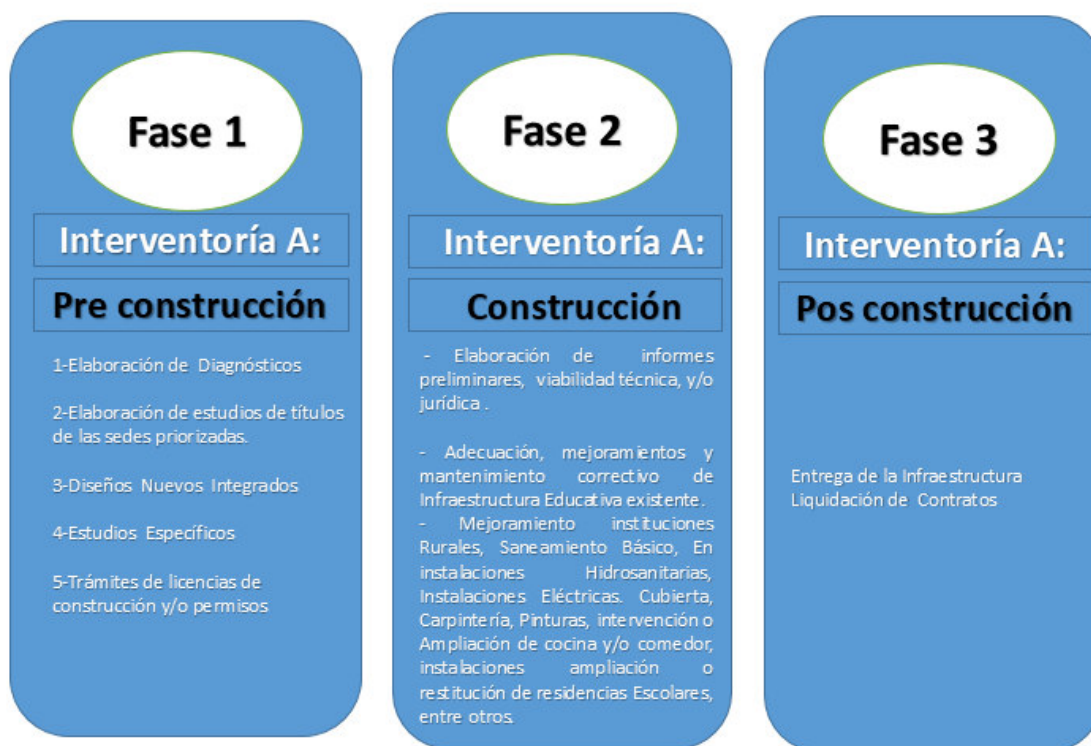 Fase 1
Interventoría A:
Pre construcción
1-Elaboración de Diagnósticos
2-Elaboración de estudios de títulos
de las sedes priorizadas.
3-Diseños Nuevos Integrados
4-Estudios Específicos
5-Trámites de licencias de
construcción y/o permisos
Fase 2
Interventoría A:
Construcción
- Elaboración de informes
preliminares, viabilidad técnica, y/o
jurídica .
- Adecuación, mejoramientos y
mantenimiento correctivo de
Infraestructura Educativa existente.
- Mejoramiento instituciones
Rurales, Saneamiento Básico, En
instalaciones Hidrosanitarias,
Instalaciones Eléctricas. Cubierta,
Carpintería, Pinturas, intervención o
Ampliación de cocina y/o comedor,
instalaciones ampliación o
restitución de residencias Escolares,
entre otros.
Fase 3
Interventoría A:
Pos construcción
Entrega de la Infraestructura
Liquidación de Contratos